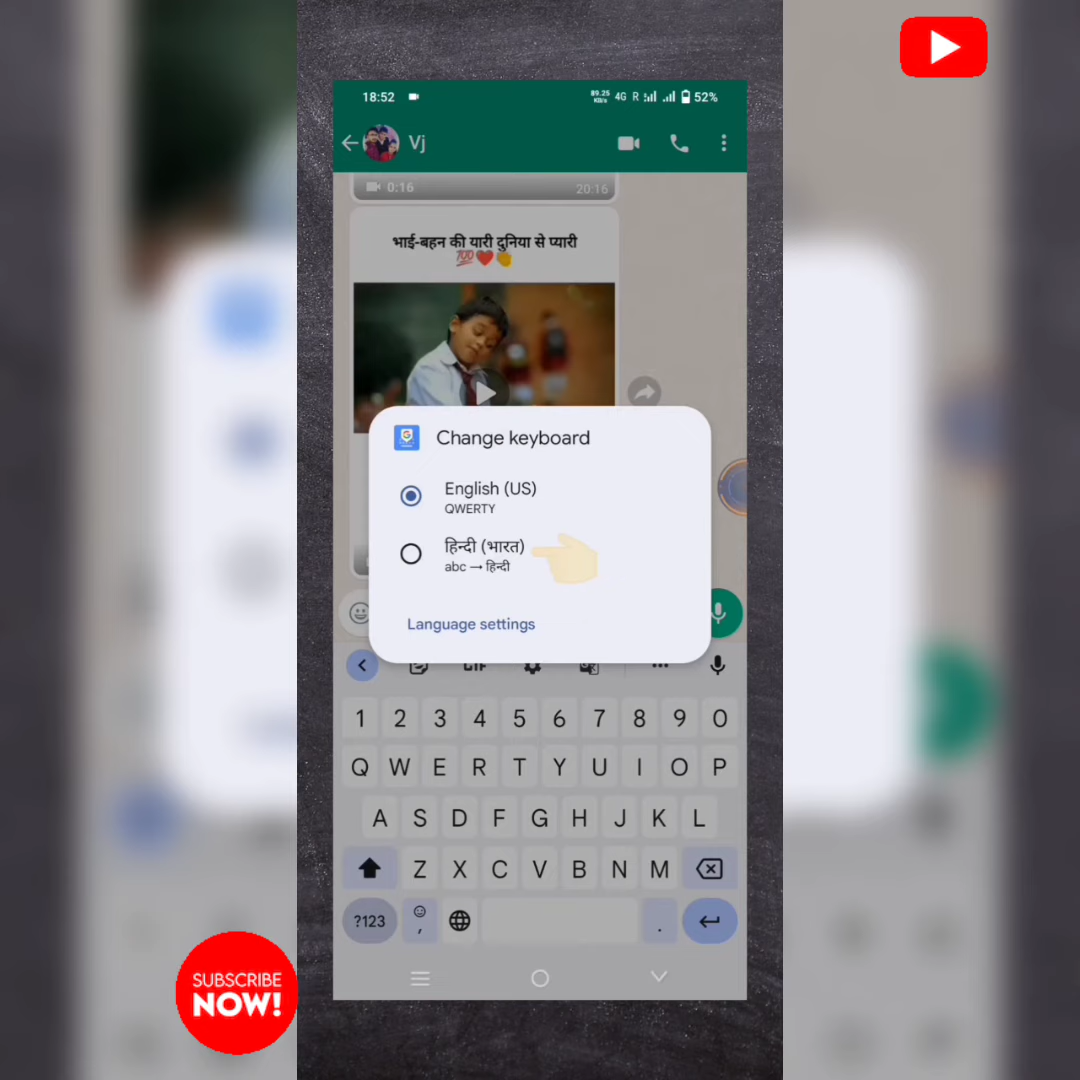 18:52 89.25 KB/s 4G R 52%
Vj
0:16 20:16
भाई-बहन की यारी दुनिया से प्यारी
💯❤️👏
Change keyboard
English (US)
QWERTY
हिन्दी (भारत)
abc → हिन्दी
Language settings
GIF
1 2 3 4 5 6 7 8 9 0
Q W E R T Y U I O P
A S D F G H J K L
Z X C V B N M
?123 , .
SUBSCRIBE
NOW!